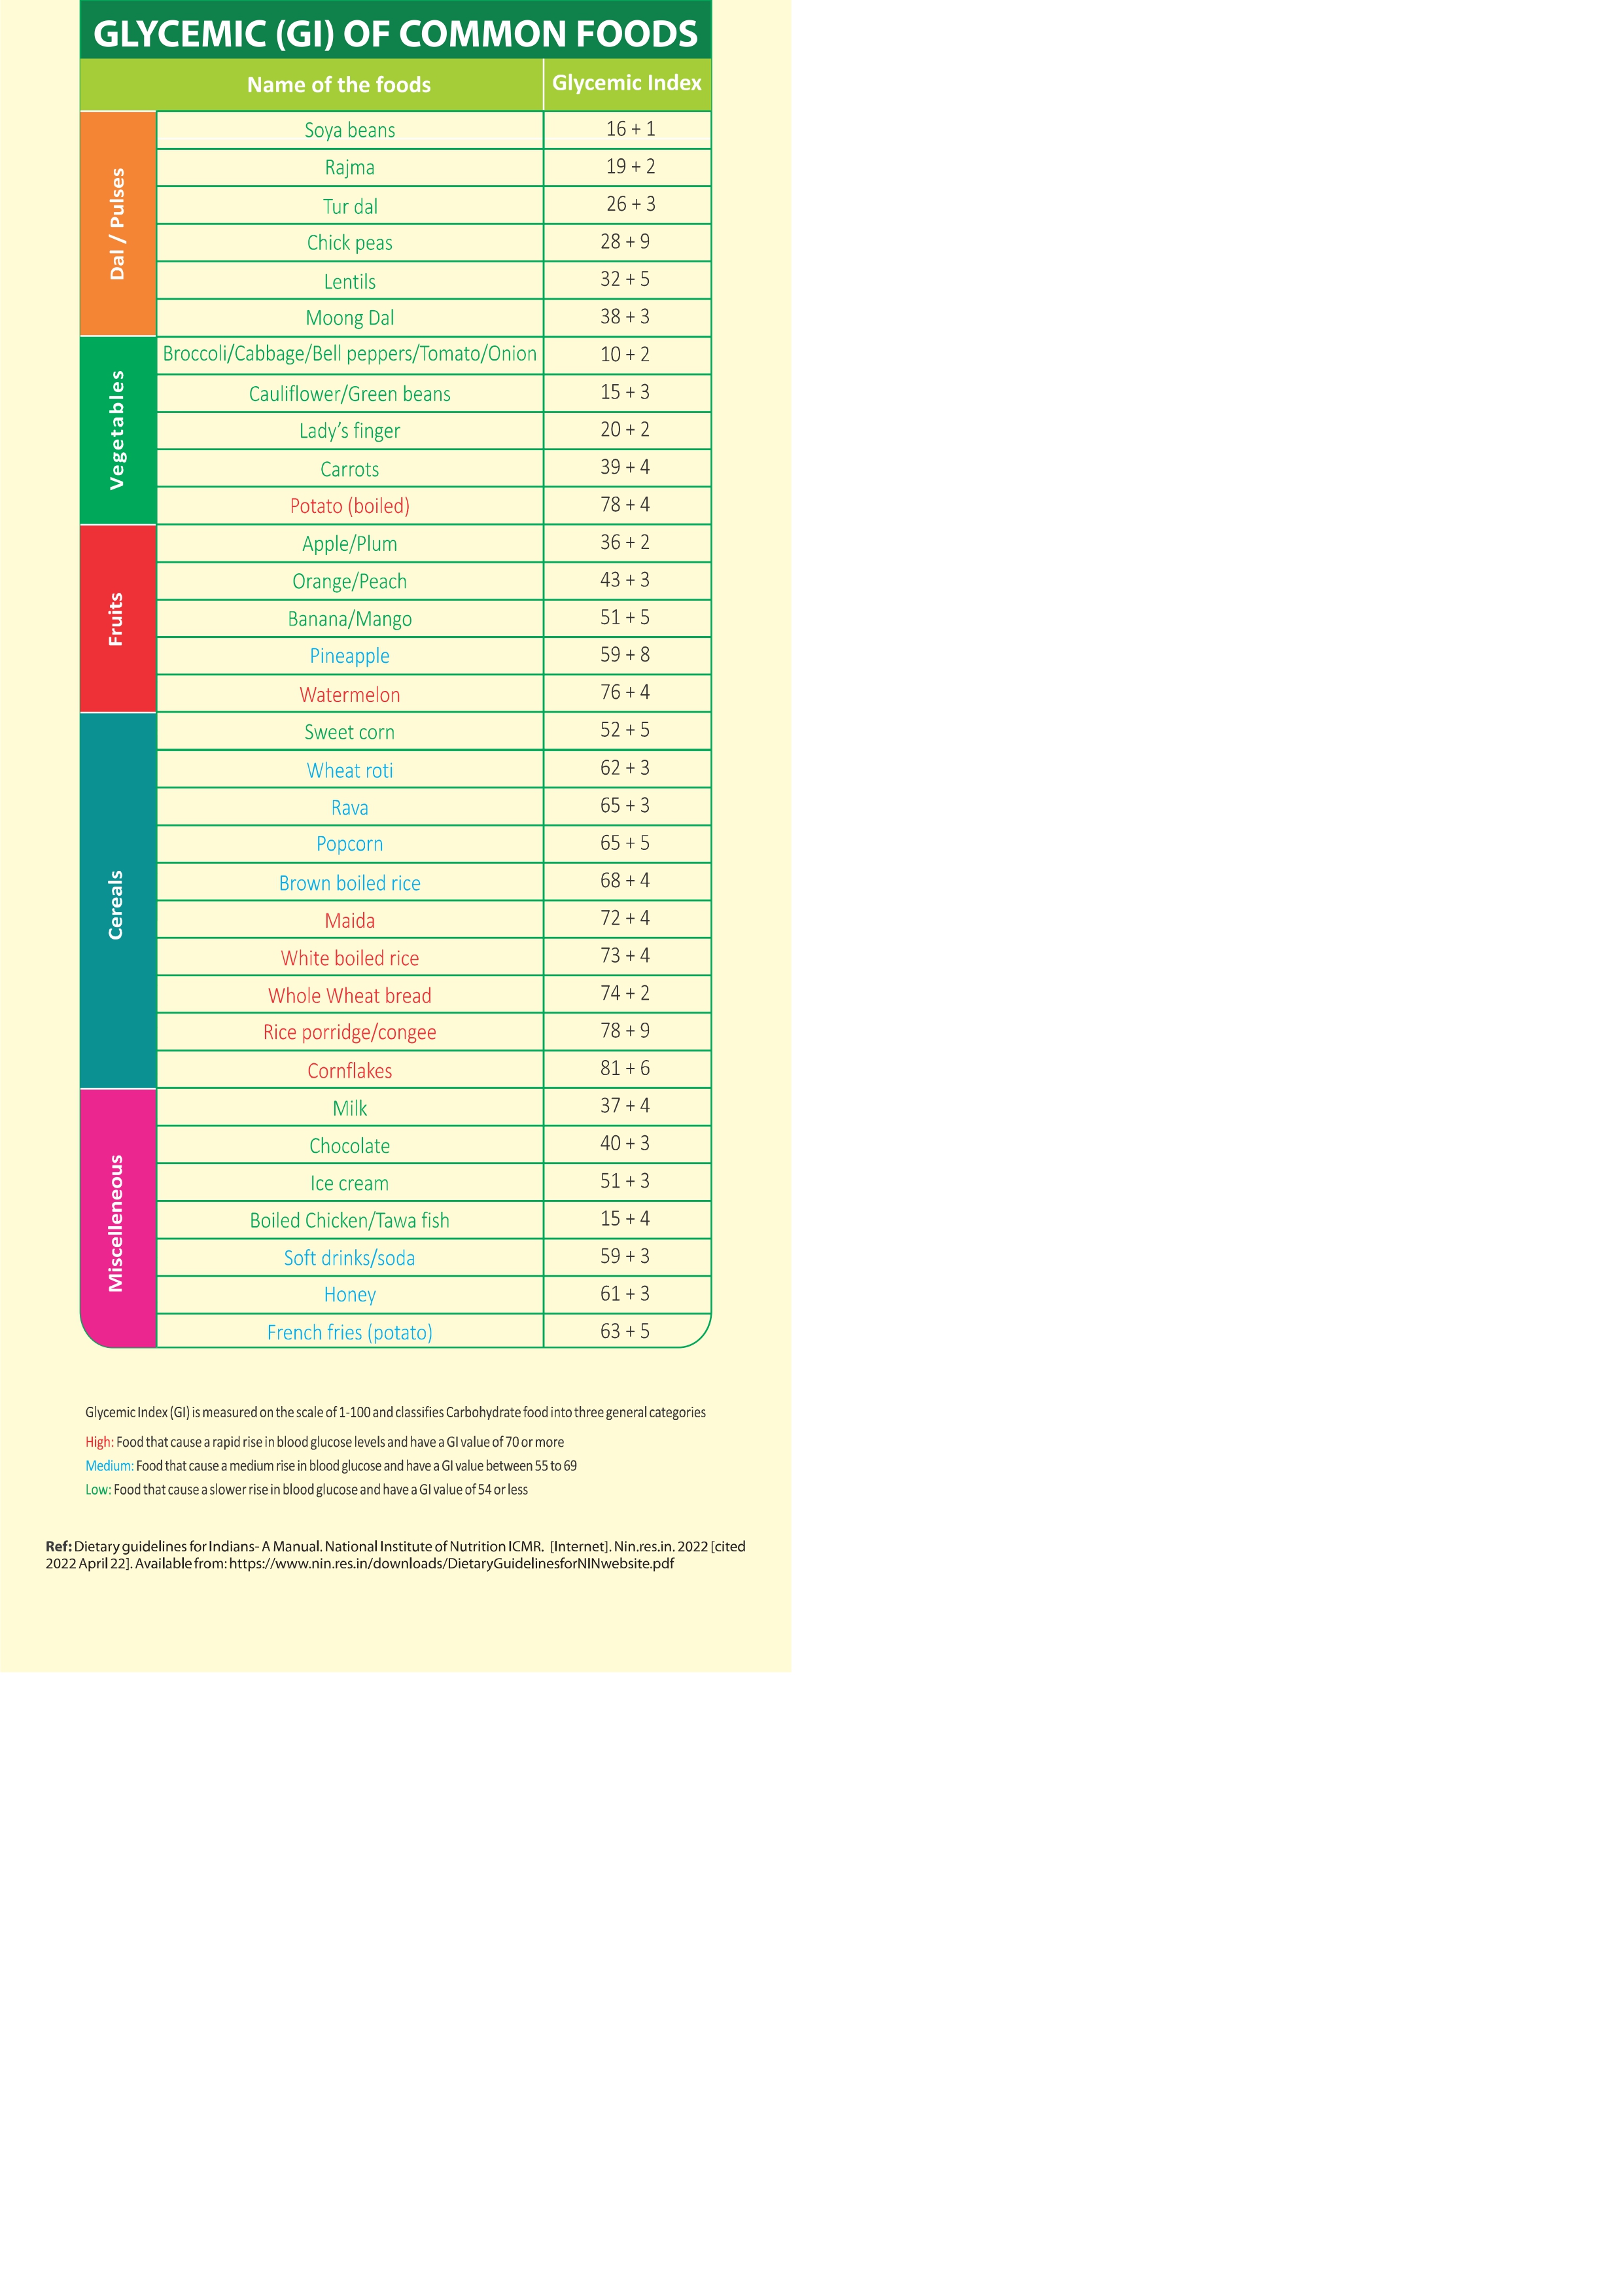 GLYCEMIC (GI) OF COMMON FOODS
Name of the foods Glycemic Index
Dal / Pulses
Soya beans 16 + 1
Rajma 19 + 2
Tur dal 26 + 3
Chick peas 28 + 9
Lentils 32 + 5
Moong Dal 38 + 3
Vegetables
Broccoli/Cabbage/Bell peppers/Tomato/Onion 10 + 2
Cauliflower/Green beans 15 + 3
Lady's finger 20 + 2
Carrots 39 + 4
Potato (boiled) 78 + 4
Fruits
Apple/Plum 36 + 2
Orange/Peach 43 + 3
Banana/Mango 51 + 5
Pineapple 59 + 8
Watermelon 76 + 4
Cereals
Sweet corn 52 + 5
Wheat roti 62 + 3
Rava 65 + 3
Popcorn 65 + 5
Brown boiled rice 68 + 4
Maida 72 + 4
White boiled rice 73 + 4
Whole Wheat bread 74 + 2
Rice porridge/congee 78 + 9
Cornflakes 81 + 6
Miscelleneous
Milk 37 + 4
Chocolate 40 + 3
Ice cream 51 + 3
Boiled Chicken/Tawa fish 15 + 4
Soft drinks/soda 59 + 3
Honey 61 + 3
French fries (potato) 63 + 5
Glycemic Index (GI) is measured on the scale of 1-100 and classifies Carbohydrate food into three general categories
High: Food that cause a rapid rise in blood glucose levels and have a GI value of 70 or more
Medium: Food that cause a medium rise in blood glucose and have a GI value between 55 to 69
Low: Food that cause a slower rise in blood glucose and have a GI value of 54 or less
Ref: Dietary guidelines for Indians- A Manual. National Institute of Nutrition ICMR. [Internet]. Nin.res.in. 2022 [cited
2022 April 22]. Available from: https://www.nin.res.in/downloads/DietaryGuidelinesforNINwebsite.pdf